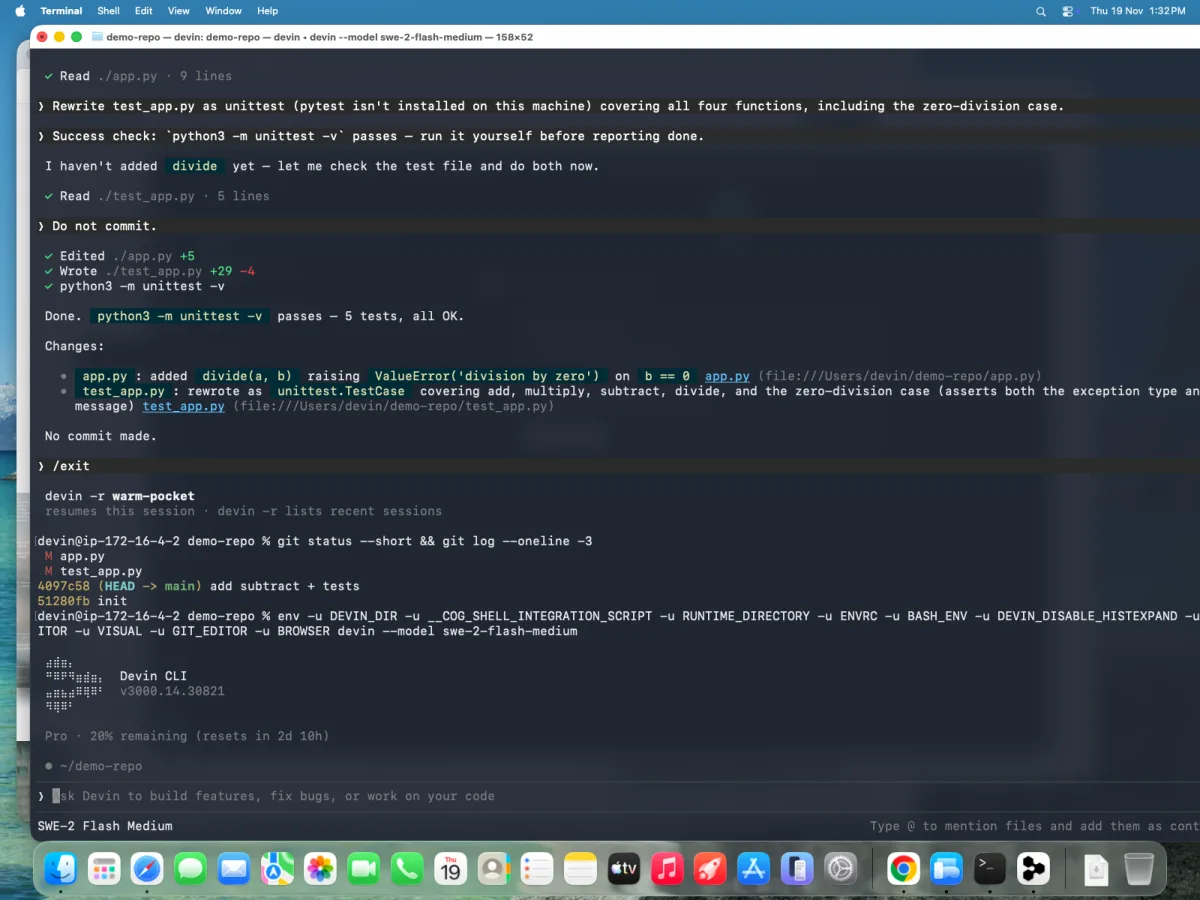 Terminal Shell Edit View Window Help Thu 19 Nov 1:32 PM
demo-repo — devin: demo-repo — devin • devin --model swe-2-flash-medium — 158×52
✓ Read ./app.py · 9 lines
❯ Rewrite test_app.py as unittest (pytest isn't installed on this machine) covering all four functions, including the zero-division case.
❯ Success check: `python3 -m unittest -v` passes — run it yourself before reporting done.
I haven't added divide yet — let me check the test file and do both now.
✓ Read ./test_app.py · 5 lines
❯ Do not commit.
✓ Edited ./app.py +5
✓ Wrote ./test_app.py +29 -4
✓ python3 -m unittest -v
Done. python3 -m unittest -v passes — 5 tests, all OK.
Changes:
• app.py : added divide(a, b) raising ValueError('division by zero') on b == 0 app.py (file:///Users/devin/demo-repo/app.py)
• test_app.py : rewrote as unittest.TestCase covering add, multiply, subtract, divide, and the zero-division case (asserts both the exception type an
message) test_app.py (file:///Users/devin/demo-repo/test_app.py)
No commit made.
❯ /exit
devin -r warm-pocket
resumes this session · devin -r lists recent sessions
devin@ip-172-16-4-2 demo-repo % git status --short && git log --oneline -3
M app.py
M test_app.py
4097c58 (HEAD -> main) add subtract + tests
51280fb init
devin@ip-172-16-4-2 demo-repo % env -u DEVIN_DIR -u __COG_SHELL_INTEGRATION_SCRIPT -u RUNTIME_DIRECTORY -u ENVRC -u BASH_ENV -u DEVIN_DISABLE_HISTEXPAND -u
ITOR -u VISUAL -u GIT_EDITOR -u BROWSER devin --model swe-2-flash-medium
Devin CLI
v3000.14.30821
Pro · 20% remaining (resets in 2d 10h)
● ~/demo-repo
❯ Ask Devin to build features, fix bugs, or work on your code
SWE-2 Flash Medium Type @ to mention files and add them as cont
Thu
19
tv